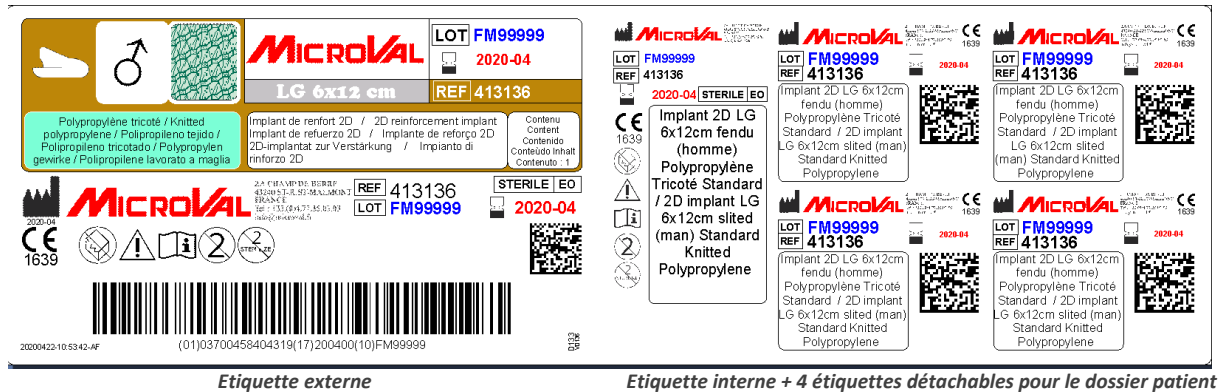 MICROVAL
LOT FM99999
2020-04
LG 6x12 cm
REF 413136
Polypropylène tricoté / Knitted
polypropylene / Polipropileno tejido /
Polipropileno tricotado / Polypropylen
gewirke / Polipropilene lavorato a maglia
Implant de renfort 2D / 2D reinforcement implant
Implant de refuerzo 2D / Implante de reforço 2D
2D-implantat zur Verstärkung / Impianto di
rinforzo 2D
Contenu
Content
Contenido
Conteùdo Inhalt
Contenuto : 1
2020-04
MICROVAL
FRANCE
REF 413136
LOT FM99999
STERILE EO
2020-04
CE
1639
2
2
(01)03700458404319(17)200400(10)FM99999
20200422-10:53:42-AF
Etiquette externe
MICROVAL
LOT FM99999
REF 413136
2020-04 STERILE EO
CE
1639
2
2
Implant 2D LG
6x12cm fendu
(homme)
Polypropylène
Tricoté Standard
/ 2D implant LG
6x12cm slited
(man) Standard
Knitted
Polypropylene
MICROVAL
CE
1639
LOT FM99999
REF 413136
2020-04
Implant 2D LG 6x12cm
fendu (homme)
Polypropylène Tricoté
Standard / 2D implant
LG 6x12cm slited
(man) Standard Knitted
Polypropylene
MICROVAL
CE
1639
LOT FM99999
REF 413136
2020-04
Implant 2D LG 6x12cm
fendu (homme)
Polypropylène Tricoté
Standard / 2D implant
LG 6x12cm slited
(man) Standard Knitted
Polypropylene
MICROVAL
CE
1639
LOT FM99999
REF 413136
2020-04
Implant 2D LG 6x12cm
fendu (homme)
Polypropylène Tricoté
Standard / 2D implant
LG 6x12cm slited (man)
Standard Knitted
Polypropylene
MICROVAL
CE
1639
LOT FM99999
REF 413136
2020-04
Implant 2D LG 6x12cm
fendu (homme)
Polypropylène Tricoté
Standard / 2D implant
LG 6x12cm slited (man)
Standard Knitted
Polypropylene
Etiquette interne + 4 étiquettes détachables pour le dossier patient